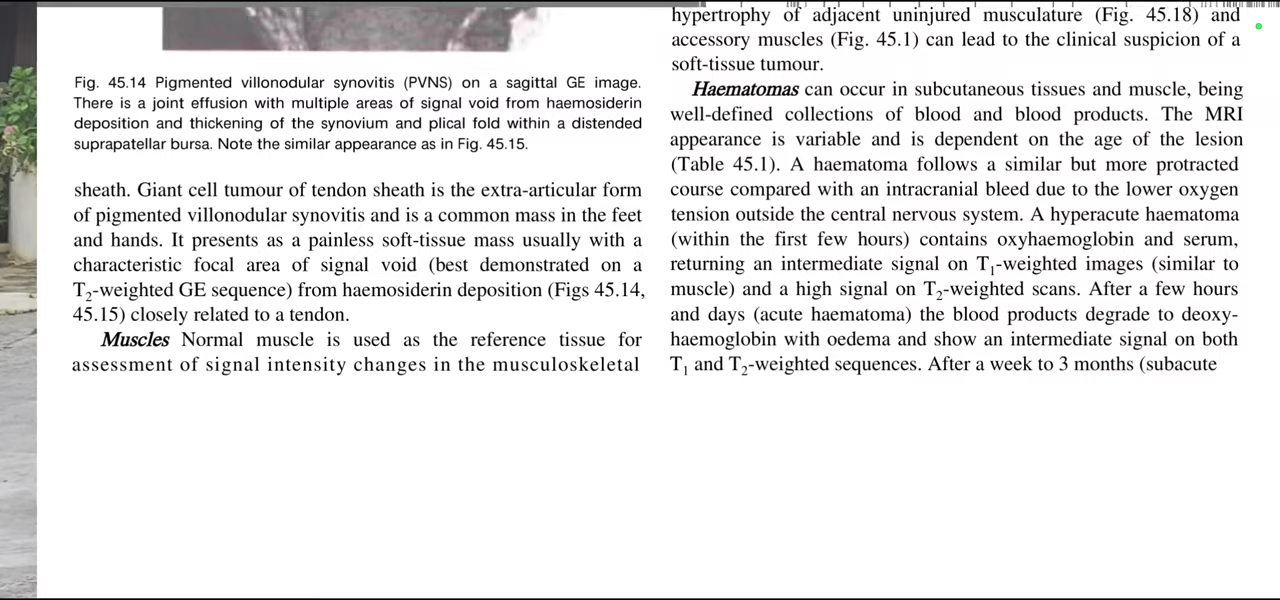 Fig. 45.14 Pigmented villonodular synovitis (PVNS) on a sagittal GE image.
There is a joint effusion with multiple areas of signal void from haemosiderin
deposition and thickening of the synovium and plical fold within a distended
suprapatellar bursa. Note the similar appearance as in Fig. 45.15.
sheath. Giant cell tumour of tendon sheath is the extra-articular form
of pigmented villonodular synovitis and is a common mass in the feet
and hands. It presents as a painless soft-tissue mass usually with a
characteristic focal area of signal void (best demonstrated on a
T₂-weighted GE sequence) from haemosiderin deposition (Figs 45.14,
45.15) closely related to a tendon.
Muscles Normal muscle is used as the reference tissue for
assessment of signal intensity changes in the musculoskeletal
hypertrophy of adjacent uninjured musculature (Fig. 45.18) and
accessory muscles (Fig. 45.1) can lead to the clinical suspicion of a
soft-tissue tumour.
Haematomas can occur in subcutaneous tissues and muscle, being
well-defined collections of blood and blood products. The MRI
appearance is variable and is dependent on the age of the lesion
(Table 45.1). A haematoma follows a similar but more protracted
course compared with an intracranial bleed due to the lower oxygen
tension outside the central nervous system. A hyperacute haematoma
(within the first few hours) contains oxyhaemoglobin and serum,
returning an intermediate signal on T₁-weighted images (similar to
muscle) and a high signal on T₂-weighted scans. After a few hours
and days (acute haematoma) the blood products degrade to deoxy-
haemoglobin with oedema and show an intermediate signal on both
T₁ and T₂-weighted sequences. After a week to 3 months (subacute